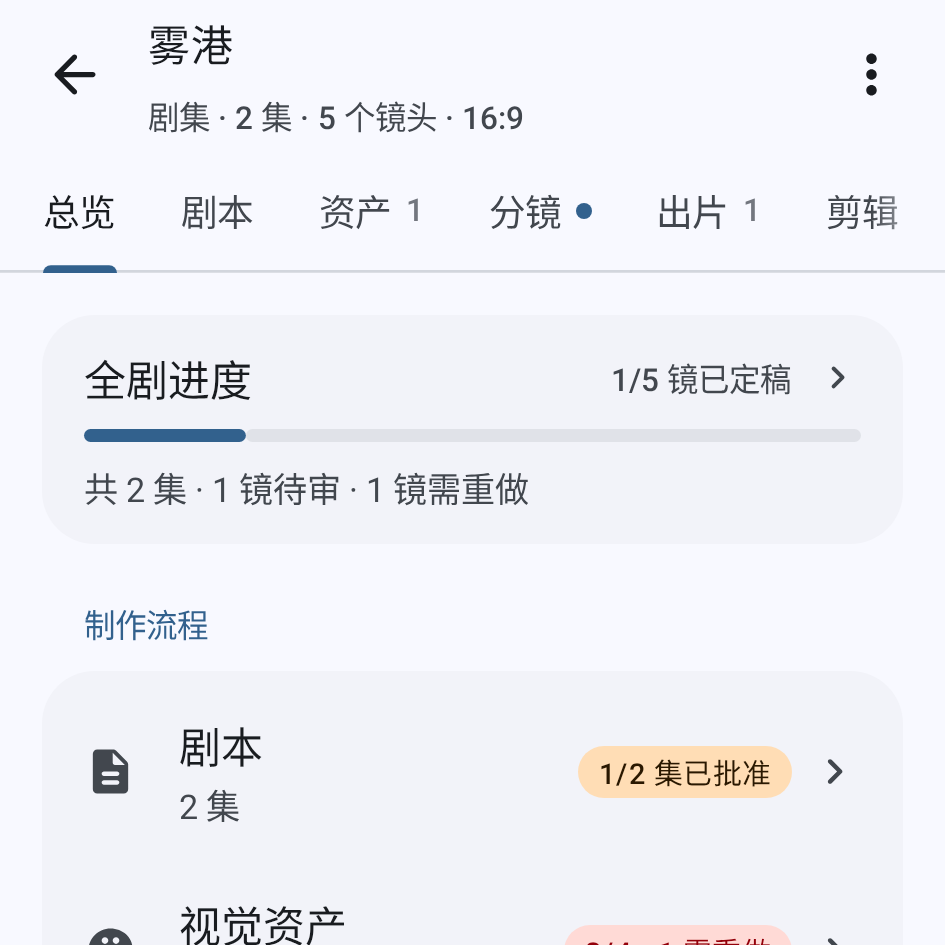 雾港
剧集 · 2 集 · 5 个镜头 · 16:9
总览 剧本 资产 1 分镜 出片 1 剪辑
全剧进度 1/5 镜已定稿
共 2 集 · 1 镜待审 · 1 镜需重做
制作流程
剧本
1/2 集已批准
2 集
视觉资产